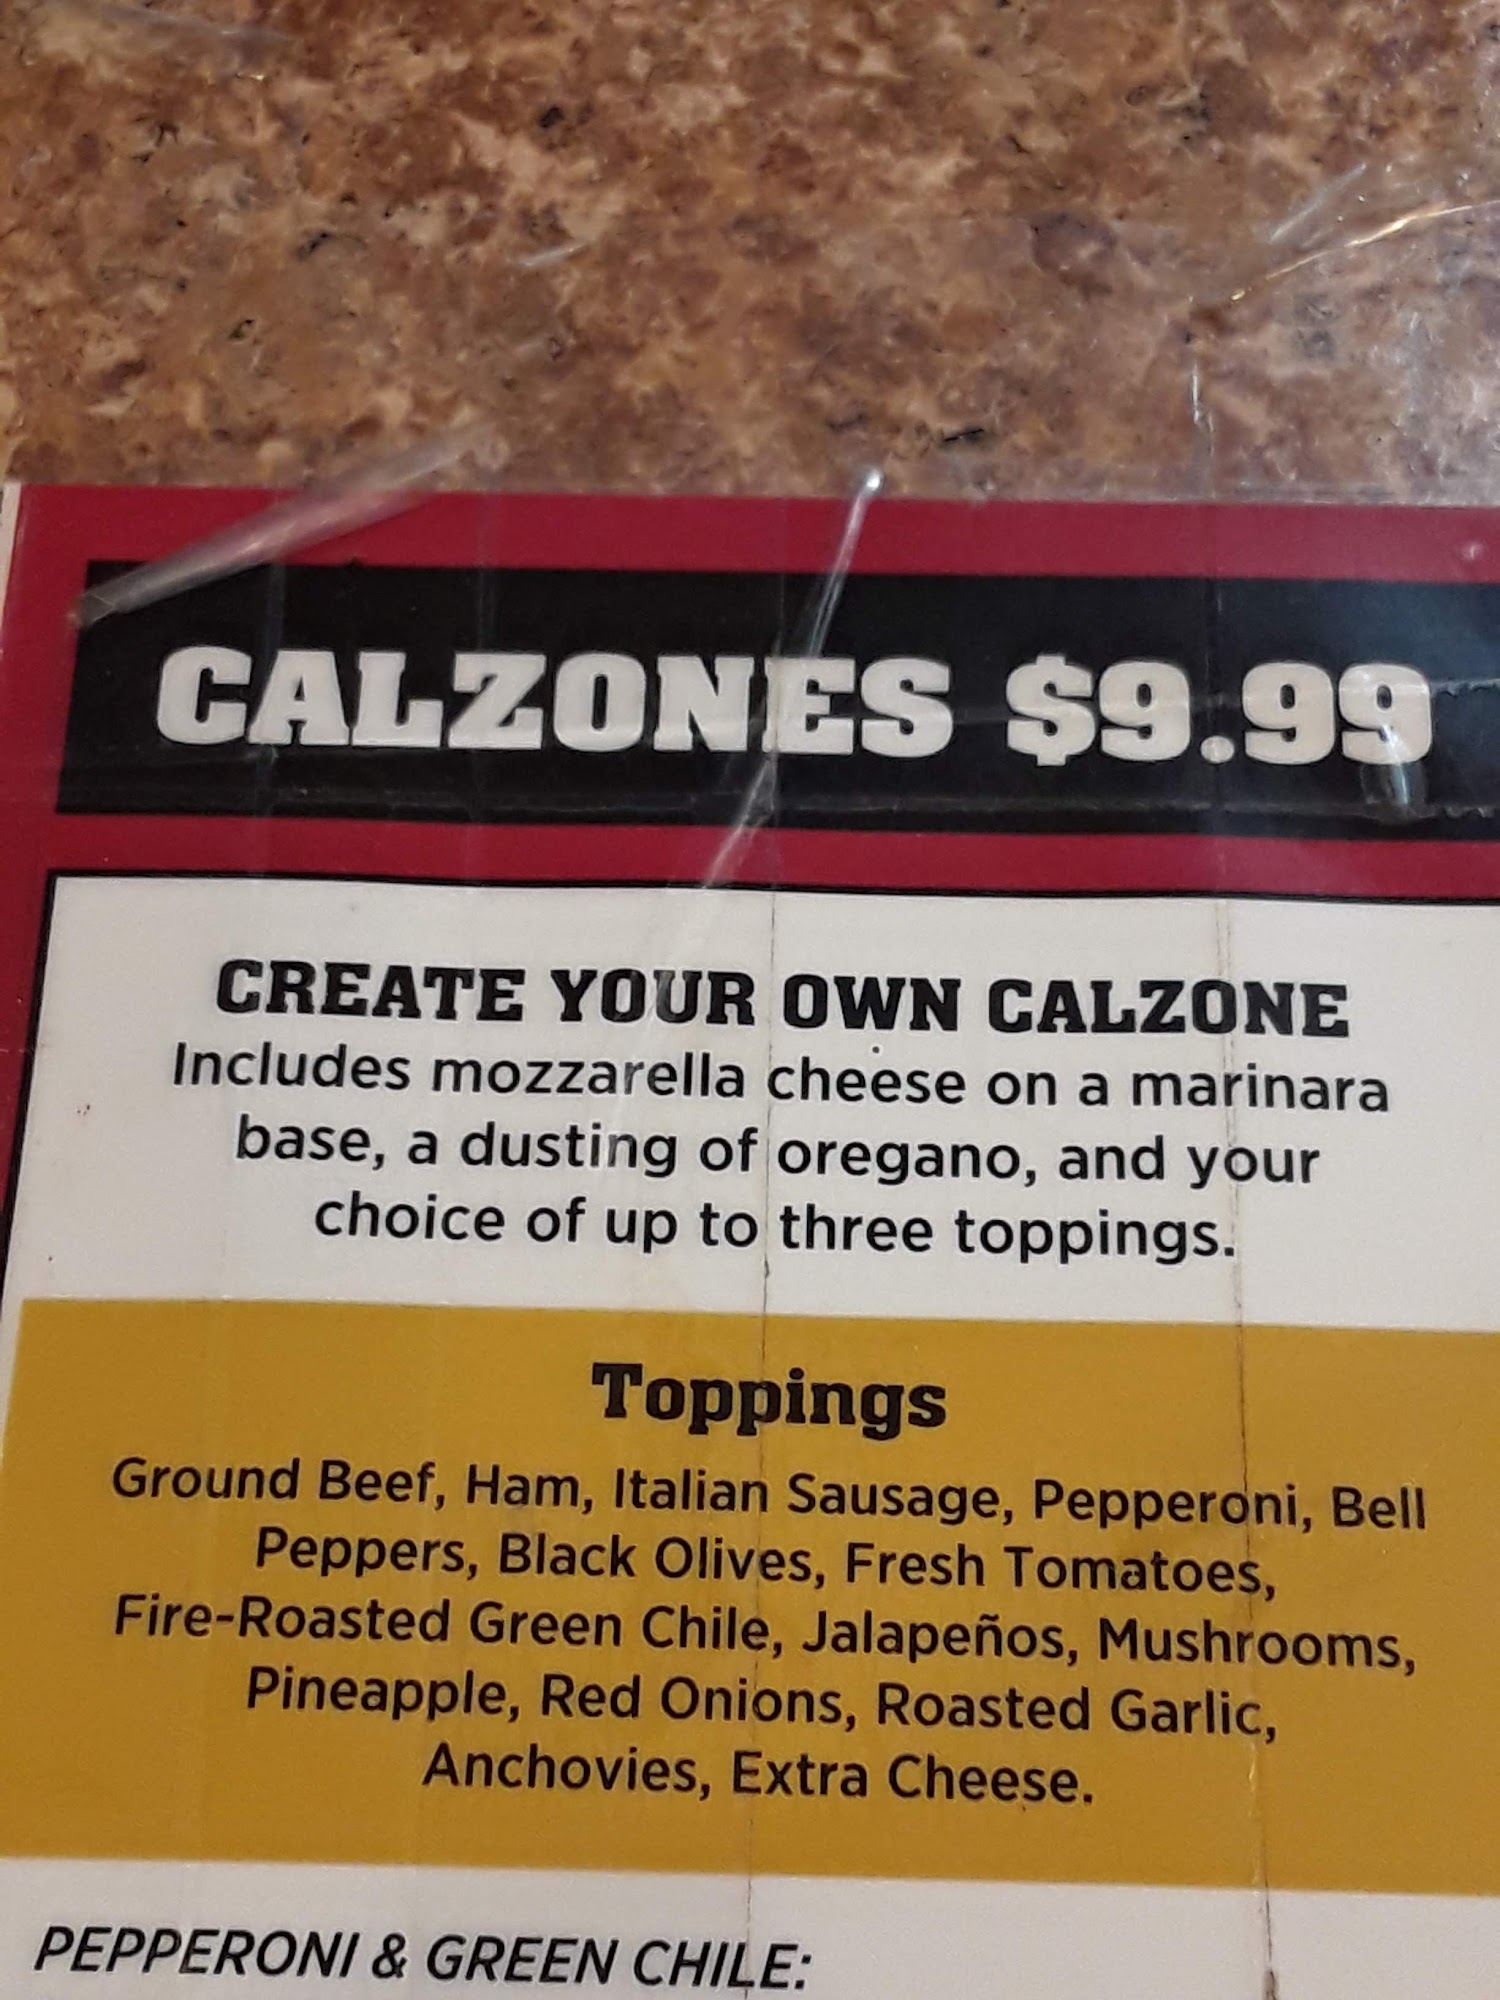 CALZONES $9.99
CREATE YOUR OWN CALZONE
Includes mozzarella cheese on a marinara
base, a dusting of oregano, and your
choice of up to three toppings.
Toppings
Ground Beef, Ham, Italian Sausage, Pepperoni, Bell
Peppers, Black Olives, Fresh Tomatoes,
Fire-Roasted Green Chile, Jalapeños, Mushrooms,
Pineapple, Red Onions, Roasted Garlic,
Anchovies, Extra Cheese.
PEPPERONI & GREEN CHILE: